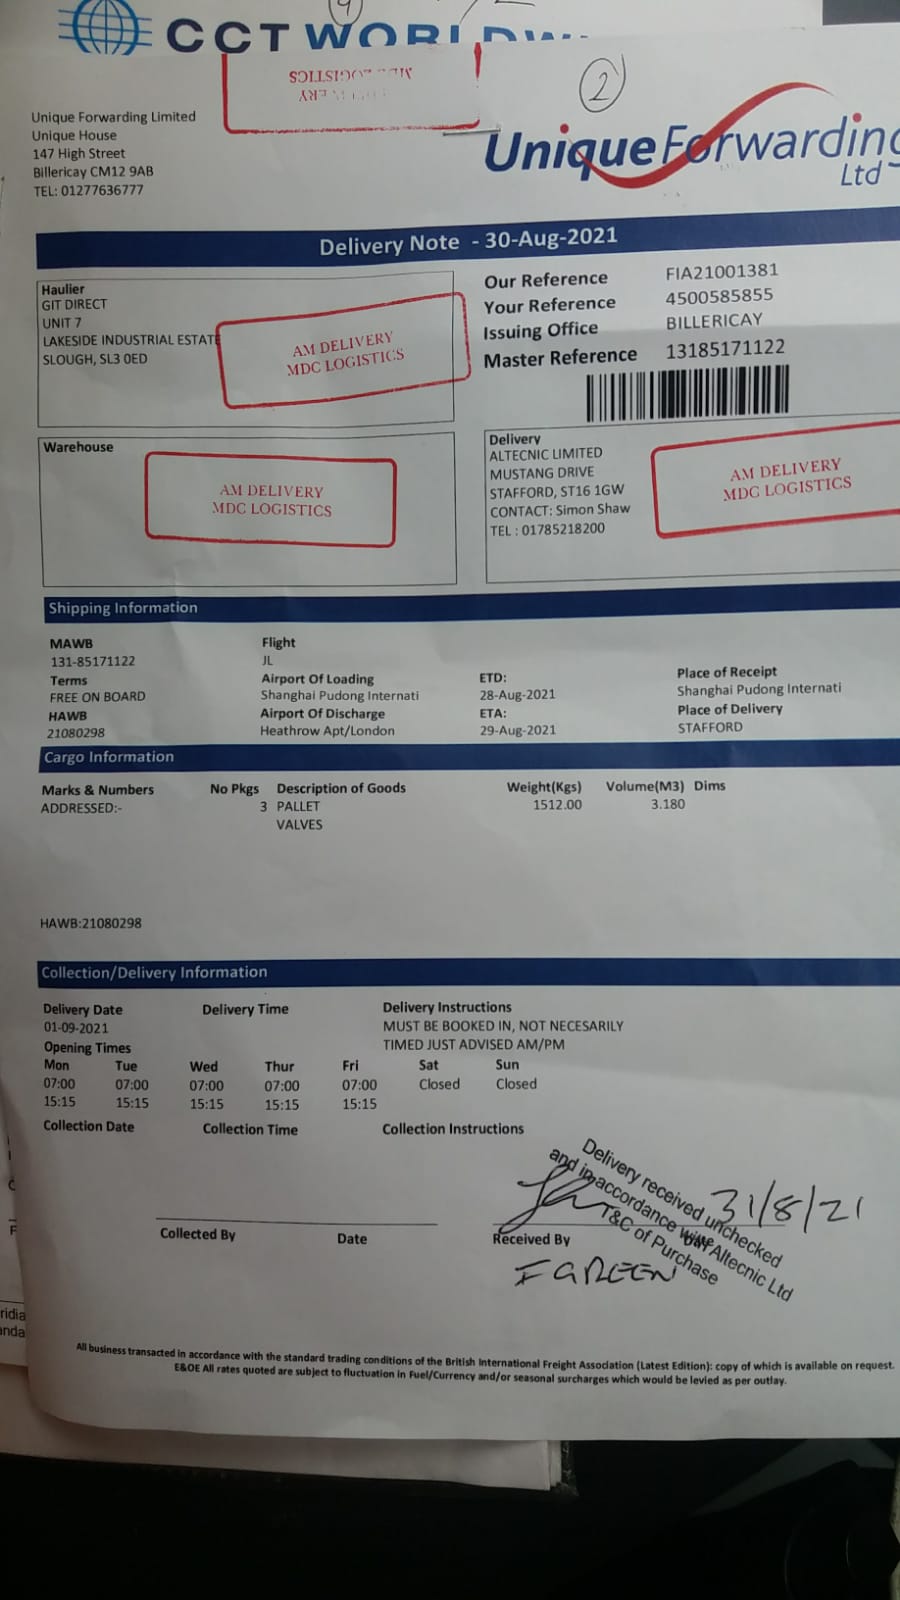 CCT WORLDW
MDC LOGISTICS
2
Unique Forwarding Limited
Unique House
147 High Street
Billericay CM12 9AB
TEL: 01277636777
UniqueForwarding
Ltd
Delivery Note - 30-Aug-2021
Haulier
GIT DIRECT
UNIT 7
LAKESIDE INDUSTRIAL ESTATE
SLOUGH, SL3 0ED
AM DELIVERY
MDC LOGISTICS
Our Reference FIA21001381
Your Reference 4500585855
Issuing Office BILLERICAY
Master Reference 13185171122
Warehouse
AM DELIVERY
MDC LOGISTICS
Delivery
ALTECNIC LIMITED
MUSTANG DRIVE
STAFFORD, ST16 1GW
CONTACT: Simon Shaw
TEL : 01785218200
AM DELIVERY
MDC LOGISTICS
Shipping Information
MAWB Flight
131-85171122 JL
Terms Airport Of Loading ETD: Place of Receipt
FREE ON BOARD Shanghai Pudong Internati 28-Aug-2021 Shanghai Pudong Internati
HAWB Airport Of Discharge ETA: Place of Delivery
21080298 Heathrow Apt/London 29-Aug-2021 STAFFORD
Cargo Information
Marks & Numbers No Pkgs Description of Goods Weight(Kgs) Volume(M3) Dims
ADDRESSED:- 3 PALLET 1512.00 3.180
VALVES
HAWB:21080298
Collection/Delivery Information
Delivery Date Delivery Time Delivery Instructions
01-09-2021 MUST BE BOOKED IN, NOT NECESARILY
Opening Times TIMED JUST ADVISED AM/PM
Mon Tue Wed Thur Fri Sat Sun
07:00 07:00 07:00 07:00 07:00 Closed Closed
15:15 15:15 15:15 15:15 15:15
Collection Date Collection Time Collection Instructions
Delivery received unchecked
and in accordance with Altecnic Ltd
T&C of Purchase
31/8/21
Collected By Date Received By
I GREEN
All business transacted in accordance with the standard trading conditions of the British International Freight Association (Latest Edition): copy of which is available on request.
E&OE All rates quoted are subject to fluctuation in Fuel/Currency and/or seasonal surcharges which would be levied as per outlay.